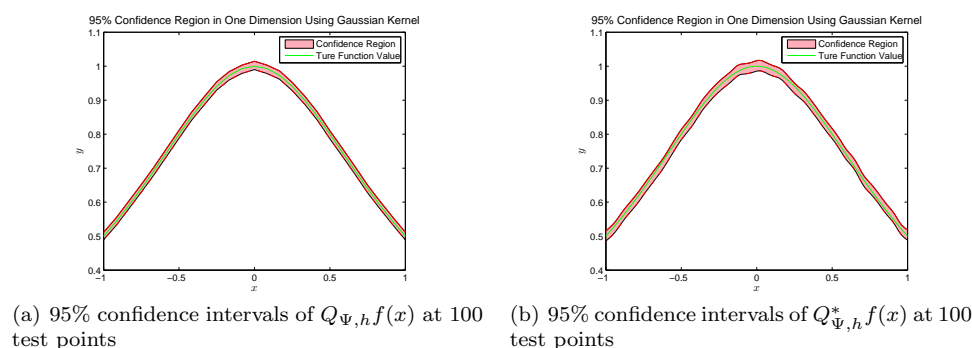 95% Confidence Region in One Dimension Using Gaussian Kernel
1.1
1
0.9
0.8
0.7
0.6
0.5
0.4
y
−1
−0.5
0
0.5
1
x
Confidence Region
Ture Function Value
(a) 95% confidence intervals of Q_{Ψ,h}f(x) at 100
test points
95% Confidence Region in One Dimension Using Gaussian Kernel
1.1
1
0.9
0.8
0.7
0.6
0.5
0.4
y
−1
−0.5
0
0.5
1
x
Confidence Region
Ture Function Value
(b) 95% confidence intervals of Q*_{Ψ,h}f(x) at 100
test points